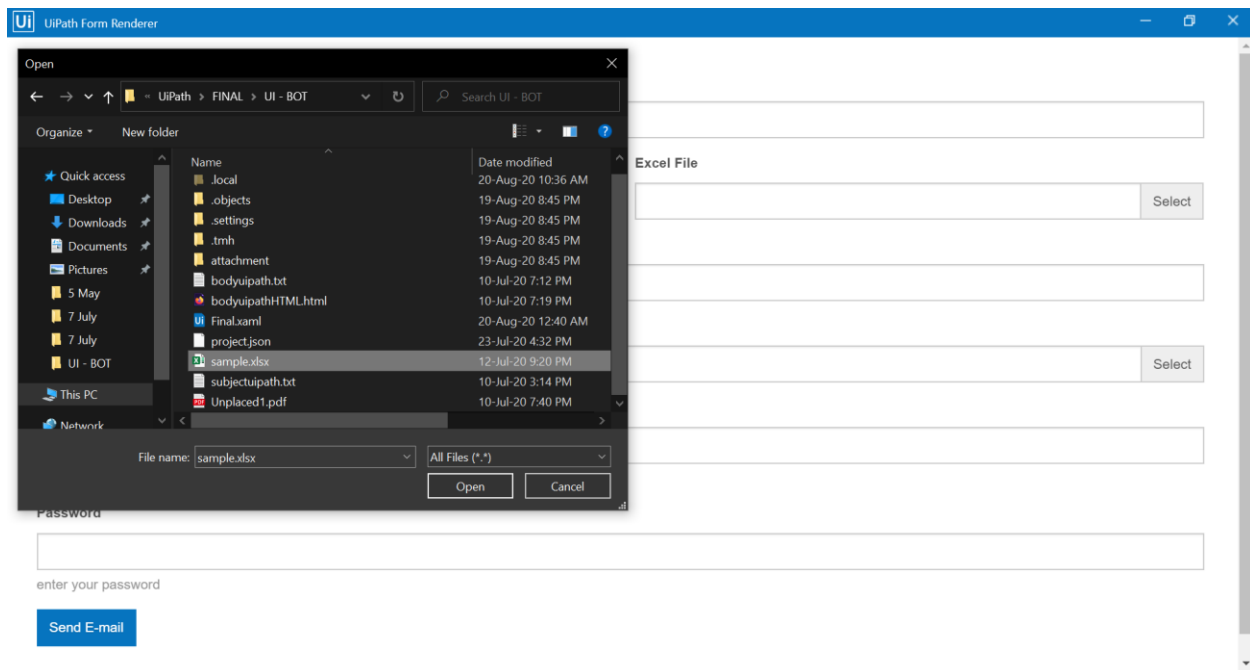 Ui UiPath Form Renderer
Open
« UiPath > FINAL > UI - BOT
Search UI - BOT
Organize
New folder
Quick access
Desktop
Downloads
Documents
Pictures
5 May
7 July
7 July
UI - BOT
This PC
Network
Name Date modified
.local 20-Aug-20 10:36 AM
.objects 19-Aug-20 8:45 PM
.settings 19-Aug-20 8:45 PM
.tmh 19-Aug-20 8:45 PM
attachment 19-Aug-20 8:45 PM
bodyuipath.txt 10-Jul-20 7:12 PM
bodyuipathHTML.html 10-Jul-20 7:19 PM
Ui Final.xaml 20-Aug-20 12:40 AM
project.json 23-Jul-20 4:32 PM
sample.xlsx 12-Jul-20 9:20 PM
subjectuipath.txt 10-Jul-20 3:14 PM
Unplaced1.pdf 10-Jul-20 7:40 PM
File name: sample.xlsx All Files (*.*)
Open Cancel
Excel File
Select
Select
Password
enter your password
Send E-mail